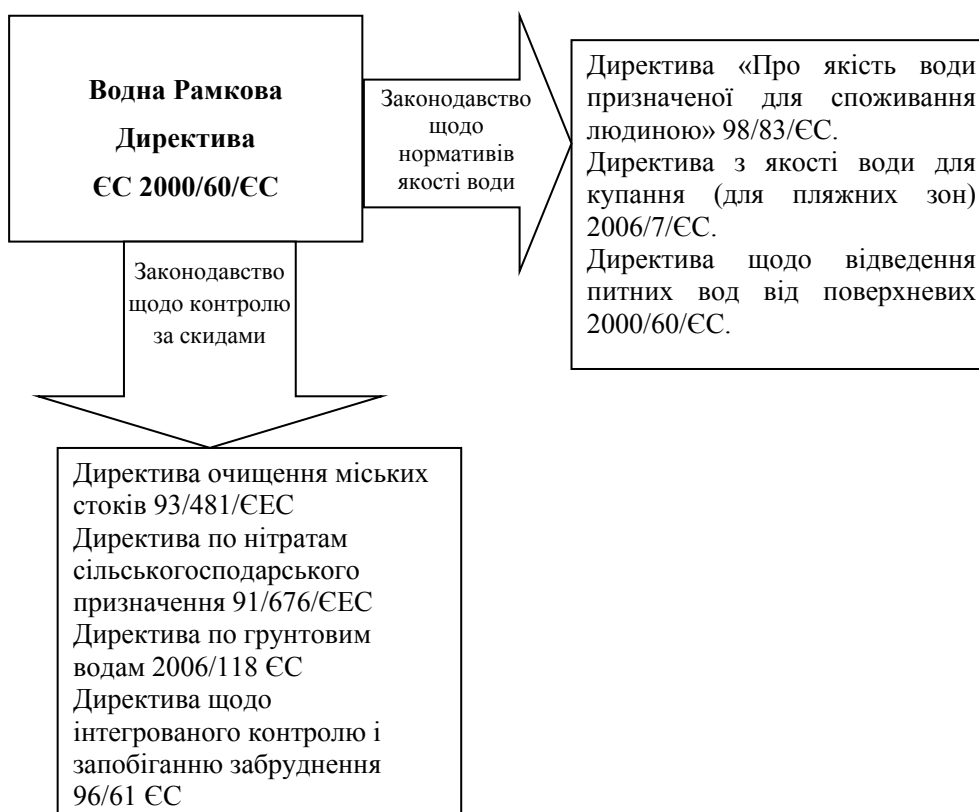 Водна Рамкова
Директива
ЄС 2000/60/ЄС
Законодавство
щодо
нормативів
якості води
Директива «Про якість води
призначеної для споживання
людиною» 98/83/ЄС.
Директива з якості води для
купання (для пляжних зон)
2006/7/ЄС.
Директива щодо відведення
питних вод від поверхневих
2000/60/ЄС.
Законодавство
щодо контролю
за скидами
Директива очищення міських
стоків 93/481/ЄЕС
Директива по нітратам
сільськогосподарського
призначення 91/676/ЄЕС
Директива по грунтовим
водам 2006/118 ЄС
Директива щодо
інтегрованого контролю і
запобіганню забруднення
96/61 ЄС